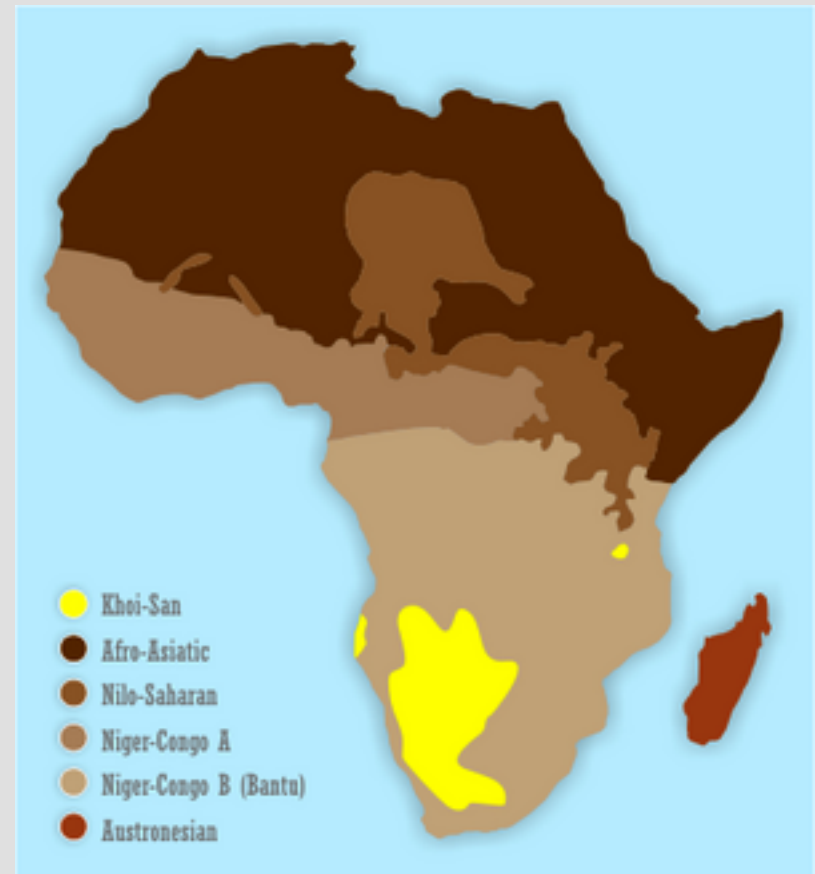 Khoi-San
Afro-Asiatic
Nilo-Saharan
Niger-Congo A
Niger-Congo B (Bantu)
Austronesian